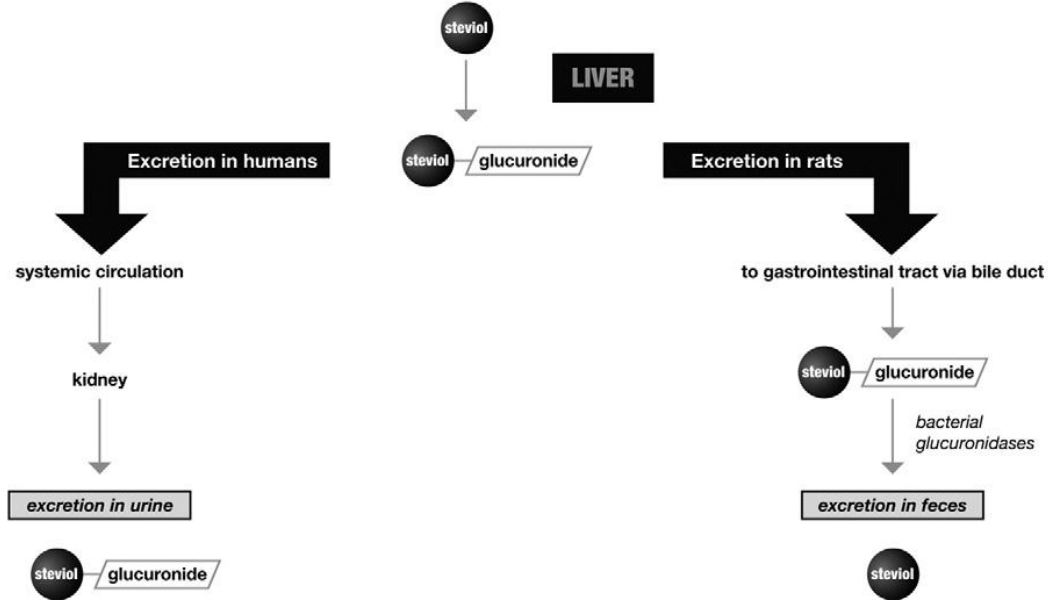 steviol
LIVER
Excretion in humans
steviol
glucuronide
Excretion in rats
systemic circulation
to gastrointestinal tract via bile duct
kidney
steviol
glucuronide
bacterial
glucuronidases
excretion in urine
excretion in feces
steviol
glucuronide
steviol